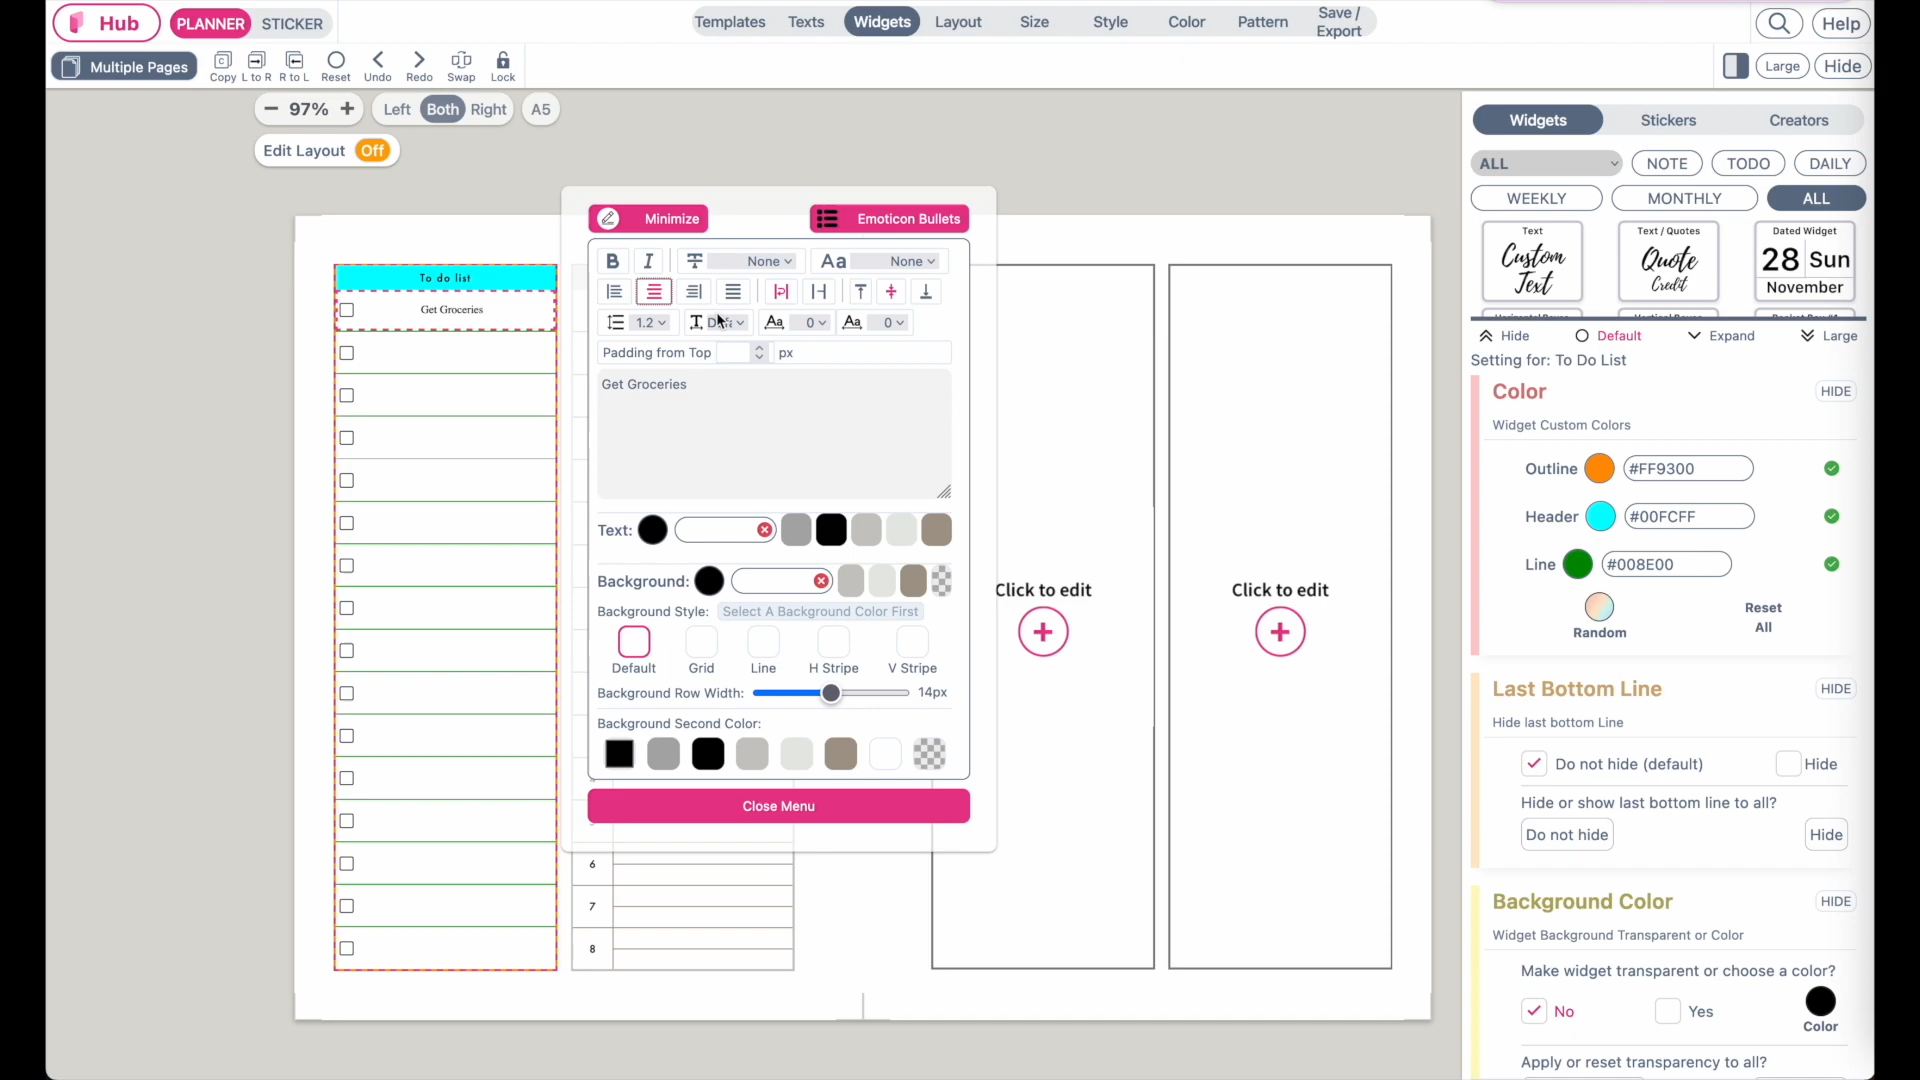 Hub PLANNER STICKER Templates Texts Widgets Layout Size Style Color Pattern Save / Export Help
Multiple Pages Copy L to R R to L Reset Undo Redo Swap Lock Large Hide
97% Left Both Right A5
Edit Layout Off
To do list
Get Groceries
Minimize Emoticon Bullets
B I None Aa None
1.2 Aa 0 Aa 0
Padding from Top px
Get Groceries
Text:
Background:
Background Style: Select A Background Color First
Default Grid Line H Stripe V Stripe
Background Row Width: 14px
Background Second Color:
Close Menu
6
7
8
Click to edit
Click to edit
Widgets Stickers Creators
ALL NOTE TODO DAILY
WEEKLY MONTHLY ALL
Text
Custom
Text
Text / Quotes
Quote
Credit
Dated Widget
28 Sun
November
Hide Default Expand Large
Setting for: To Do List
Color HIDE
Widget Custom Colors
Outline #FF9300
Header #00FCFF
Line #008E00
Random
Reset
All
Last Bottom Line HIDE
Hide last bottom Line
Do not hide (default) Hide
Hide or show last bottom line to all?
Do not hide Hide
Background Color HIDE
Widget Background Transparent or Color
Make widget transparent or choose a color?
No Yes
Color
Apply or reset transparency to all?